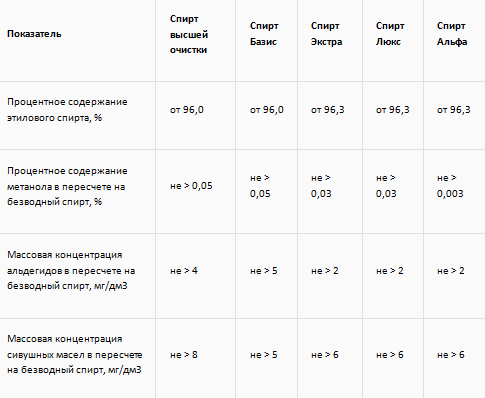 Показатель
Спирт
высшей
очистки
Спирт
Базис
Спирт
Экстра
Спирт
Люкс
Спирт
Альфа
Процентное содержание
этилового спирта, %
от 96,0
от 96,0
от 96,3
от 96,3
от 96,3
Процентное содержание
метанола в пересчете на
безводный спирт, %
не > 0,05
не >
0,05
не >
0,03
не >
0,03
не >
0,003
Массовая концентрация
альдегидов в пересчете на
безводный спирт, мг/дм3
не > 4
не > 5
не > 2
не > 2
не > 2
Массовая концентрация
сивушных масел в пересчете
на безводный спирт, мг/дм3
не > 8
не > 5
не > 6
не > 6
не > 6